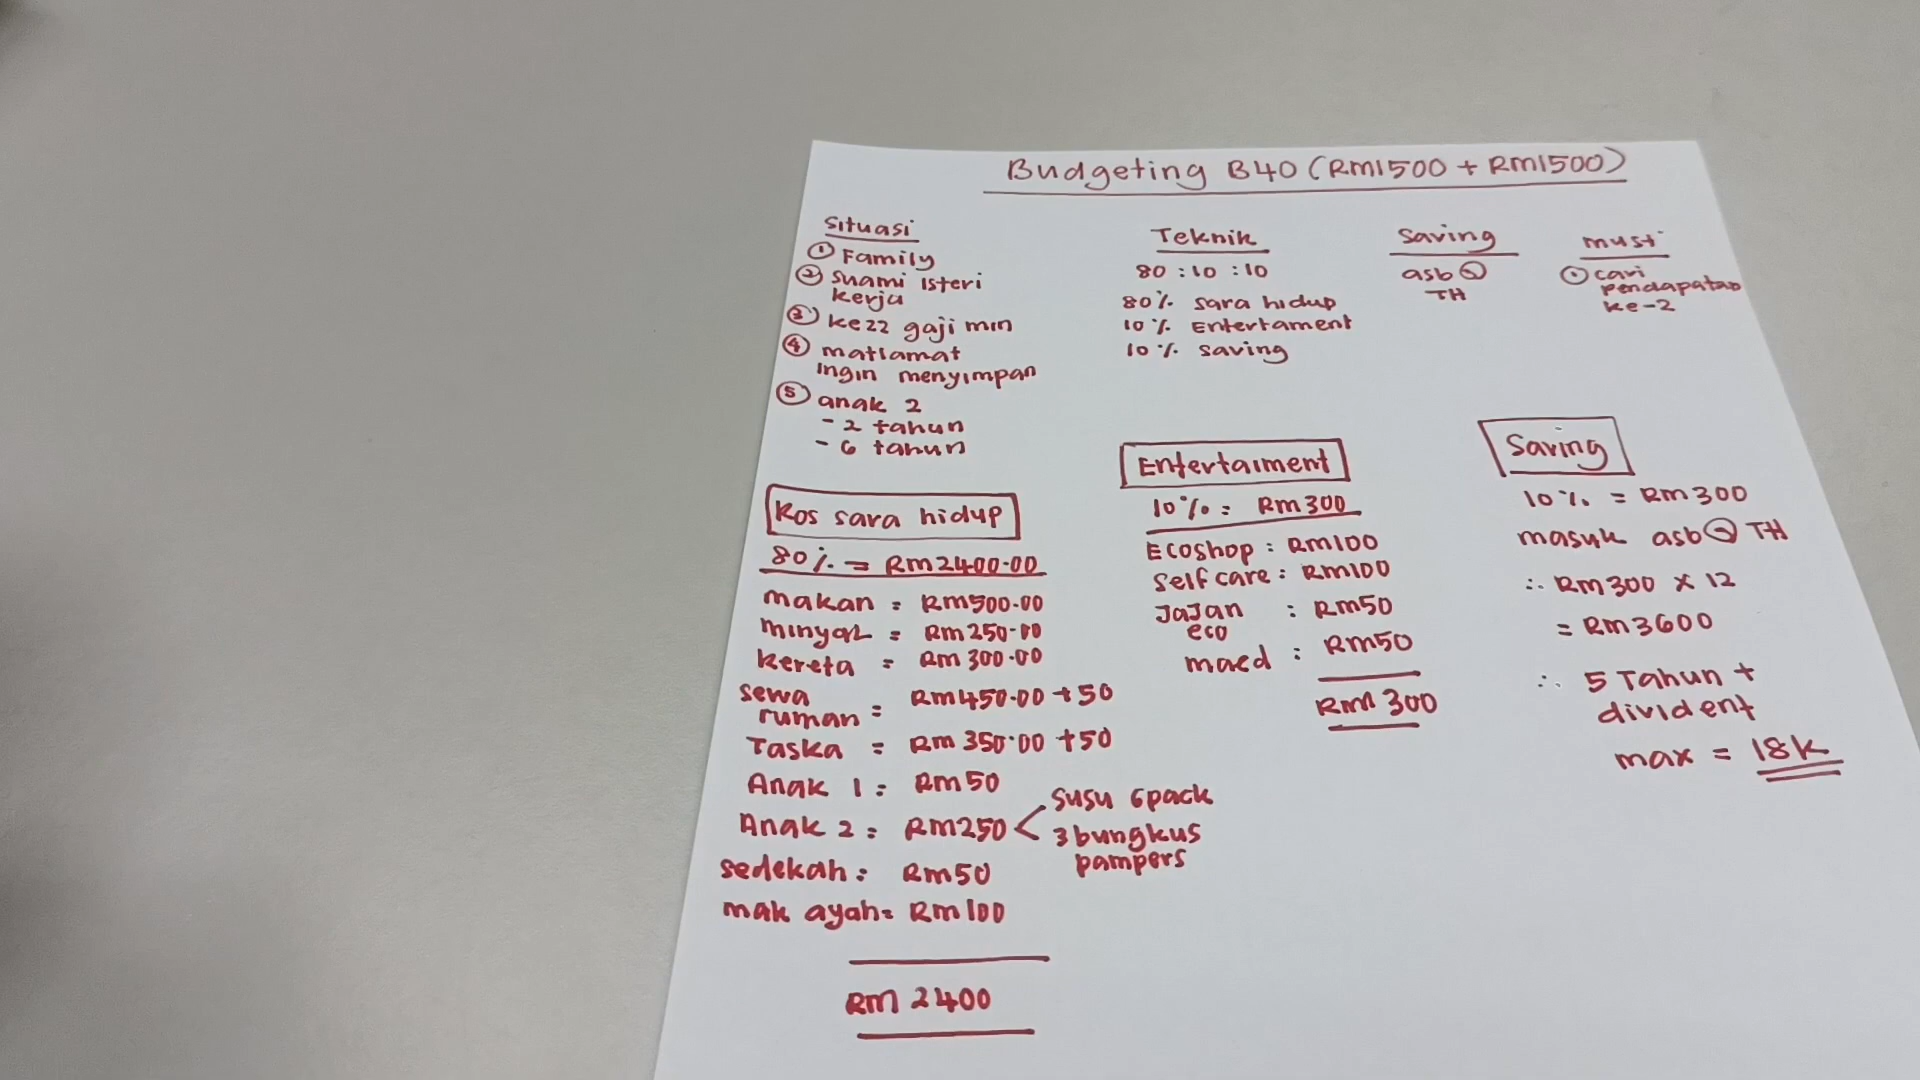 Budgeting B40 (RM1500 + RM1500)
Situasi
① Family
② suami isteri
kerja
③ ke22 gaji min
④ matlamat
ingin menyimpan
⑤ anak 2
- 2 tahun
- 6 tahun
Teknik
80 : 10 : 10
80% sara hidup
10% Entertament
10% saving
Saving
asb
TH
must
① cari
pendapatan
ke-2
Kos sara hidup
80% = RM2400.00
makan = RM500.00
minyak = RM250.00
kereta = RM300.00
sewa
rumah = RM450.00 + 50
Taska = RM350.00 + 50
Anak 1 : RM50
Anak 2 : RM250 < susu 6pack
3 bungkus
pampers
sedekah : RM50
mak ayah = RM100
RM 2400
Entertaiment
10% = RM300
Ecoshop : RM100
Self care : RM100
Jajan : RM50
eco
maed : RM50
RM 300
Saving
10% = RM300
masuk asb TH
∴ RM300 x 12
= RM3600
∴ 5 Tahun +
divident
max = 18k